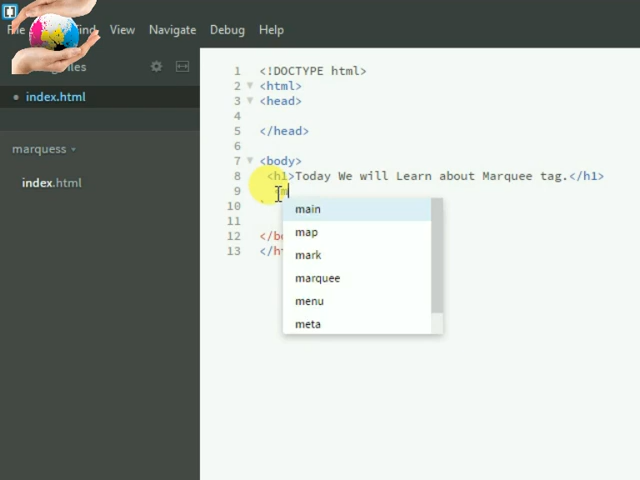 File Find View Navigate Debug Help
index.html
marquess
index.html
1 <!DOCTYPE html>
2 <html>
3 <head>
4
5 </head>
6
7 <body>
8 <h1>Today We will Learn about Marquee tag.</h1>
9 <m
10
11
12 </bo
13 </ht
main
map
mark
marquee
menu
meta